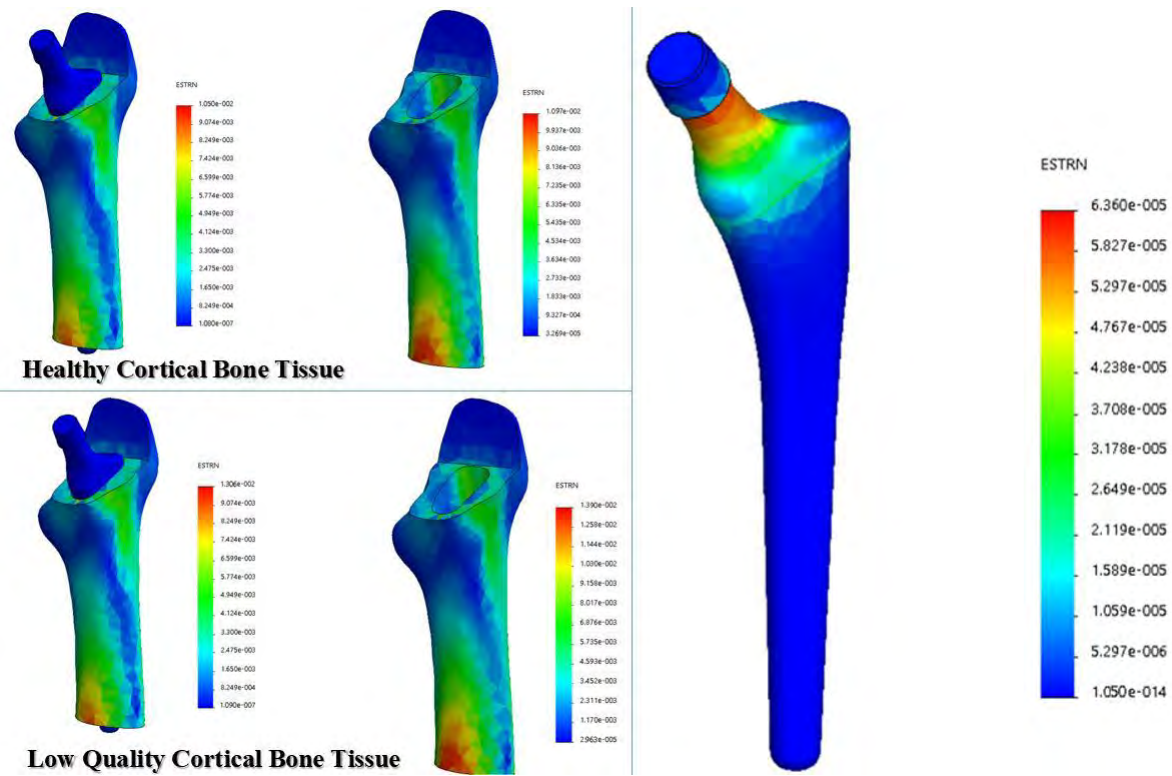 ESTRN
1.050e-002
9.074e-003
8.249e-003
7.424e-003
6.599e-003
5.774e-003
4.949e-003
4.124e-003
3.300e-003
2.475e-003
1.650e-003
8.249e-004
1.080e-007
ESTRN
1.097e-002
9.937e-003
9.036e-003
8.136e-003
7.235e-003
6.335e-003
5.435e-003
4.534e-003
3.634e-003
2.733e-003
1.833e-003
9.327e-004
3.269e-005
Healthy Cortical Bone Tissue
ESTRN
1.306e-002
9.074e-003
8.249e-003
7.424e-003
6.599e-003
5.774e-003
4.949e-003
4.124e-003
3.300e-003
2.475e-003
1.650e-003
8.249e-004
1.090e-007
ESTRN
1.390e-002
1.258e-002
1.144e-002
1.030e-002
9.158e-003
8.017e-003
6.876e-003
5.735e-003
4.593e-003
3.452e-003
2.311e-003
1.170e-003
2.963e-005
Low Quality Cortical Bone Tissue
ESTRN
6.360e-005
5.827e-005
5.297e-005
4.767e-005
4.238e-005
3.708e-005
3.178e-005
2.649e-005
2.119e-005
1.589e-005
1.059e-005
5.297e-006
1.050e-014